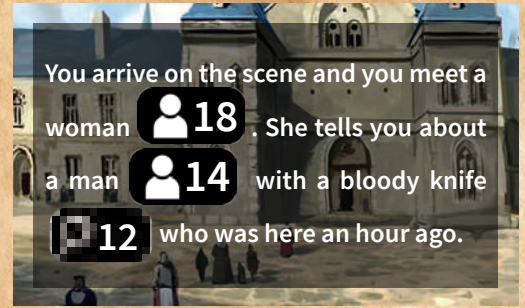 You arrive on the scene and you meet a
woman 18 . She tells you about
a man 14 with a bloody knife
12 who was here an hour ago.